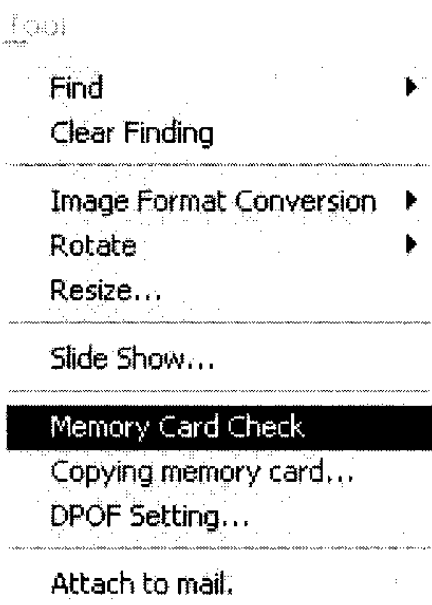 Tool
Find
Clear Finding
Image Format Conversion
Rotate
Resize...
Slide Show...
Memory Card Check
Copying memory card...
DPOF Setting...
Attach to mail.